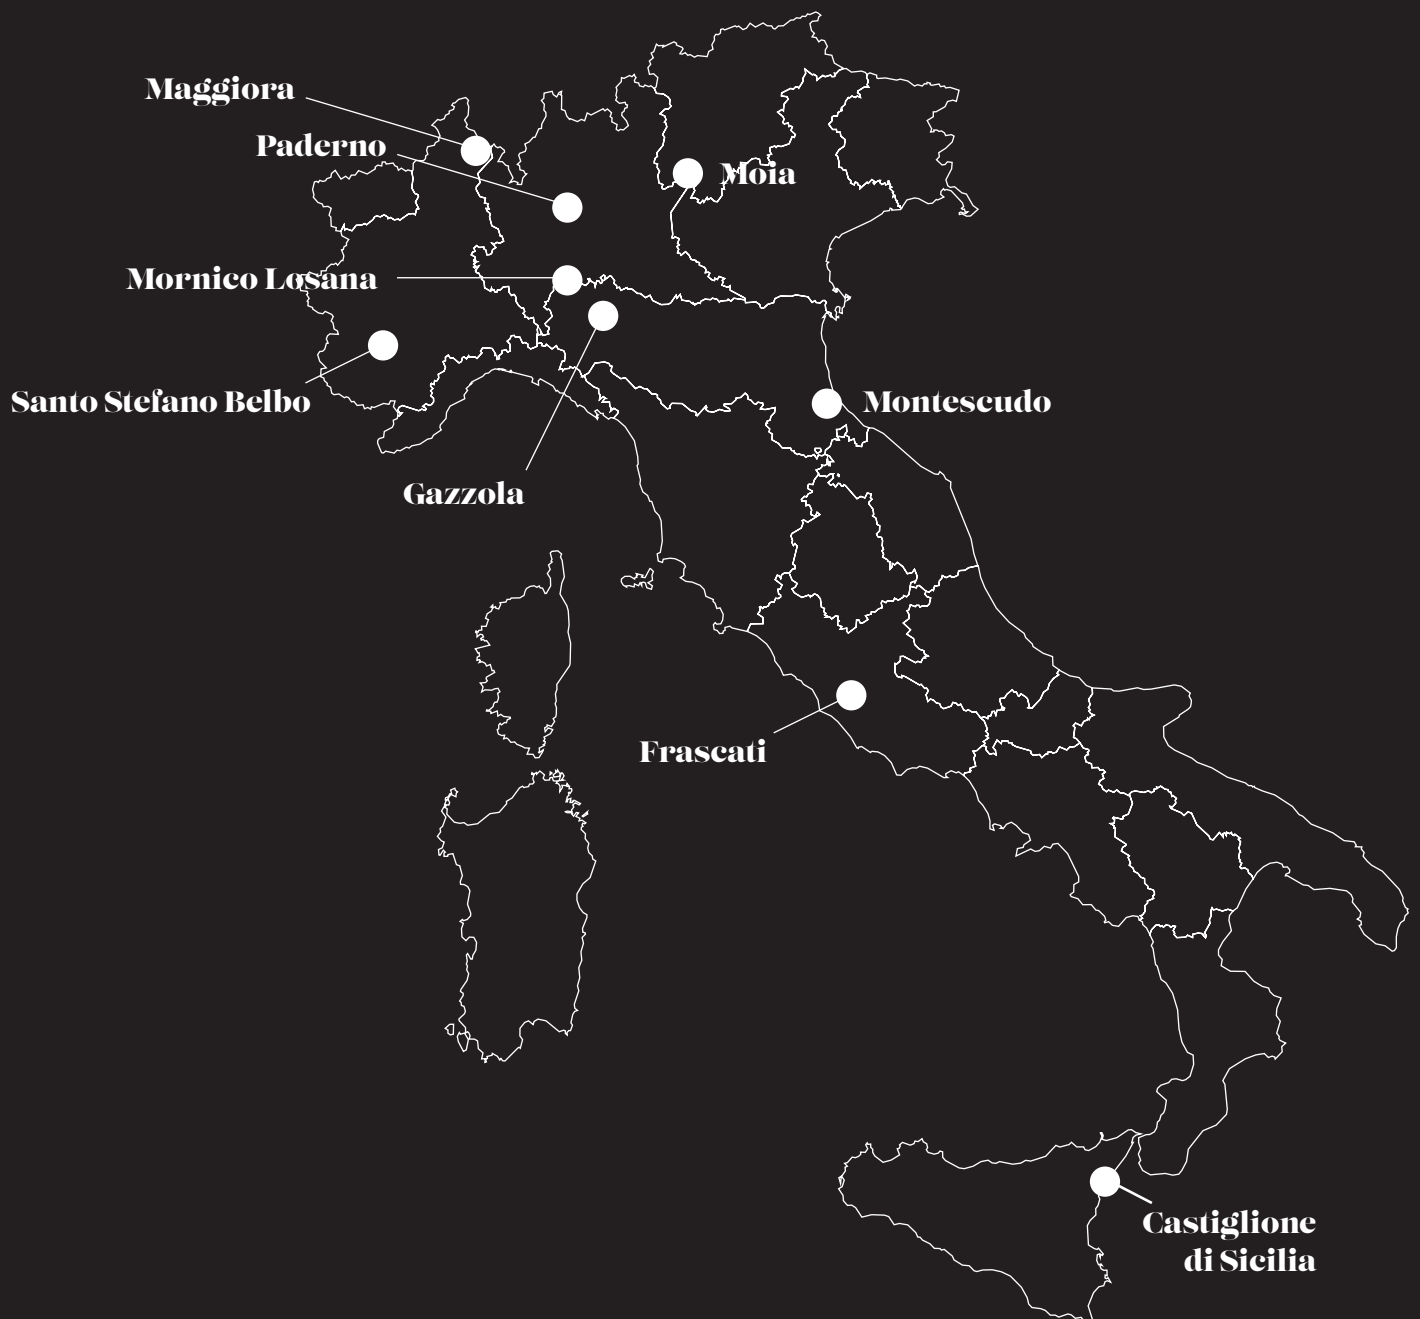 Maggiora
Paderno
Moia
Mornico Losana
Santo Stefano Belbo
Montescudo
Gazzola
Frascati
Castiglione
di Sicilia